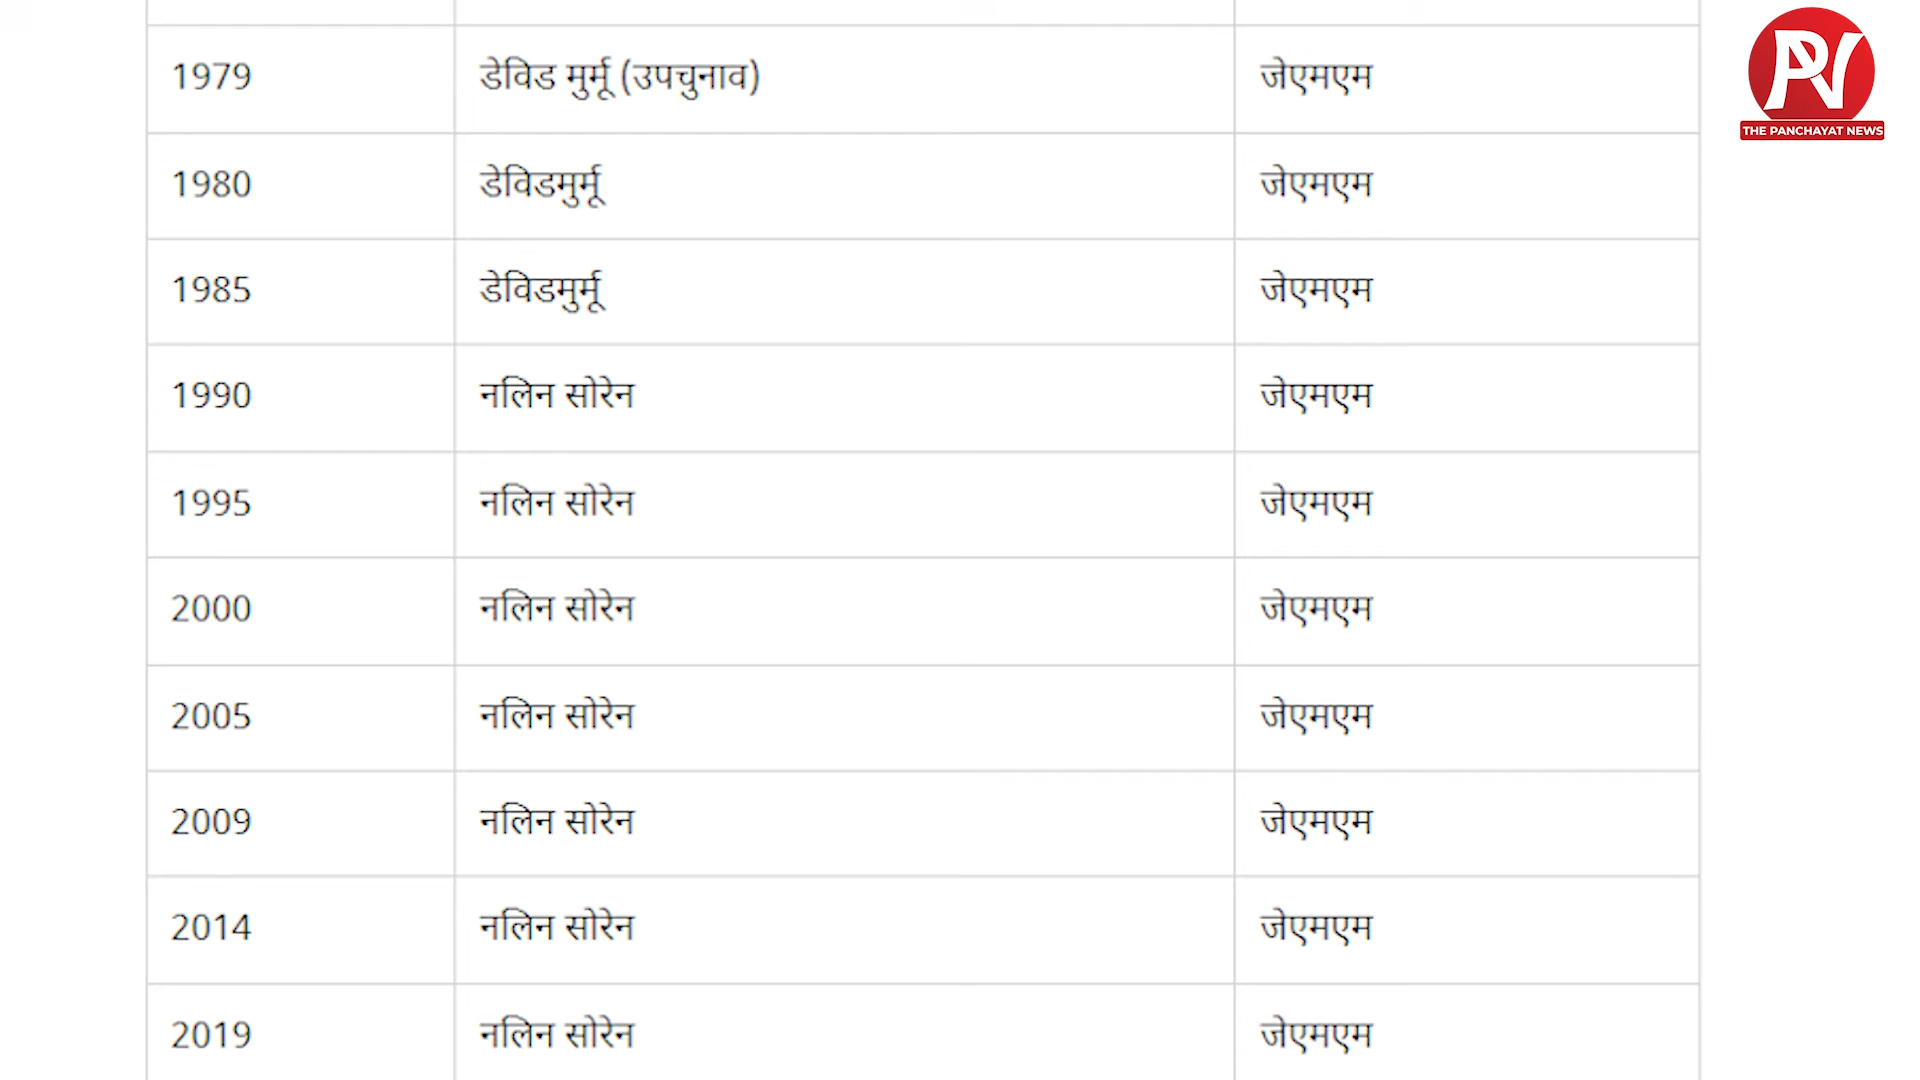 1979 डेविड मुर्मू (उपचुनाव) जेएमएम
1980 डेविडमुर्मू जेएमएम
1985 डेविडमुर्मू जेएमएम
1990 नलिन सोरेन जेएमएम
1995 नलिन सोरेन जेएमएम
2000 नलिन सोरेन जेएमएम
2005 नलिन सोरेन जेएमएम
2009 नलिन सोरेन जेएमएम
2014 नलिन सोरेन जेएमएम
2019 नलिन सोरेन जेएमएम
PN
THE PANCHAYAT NEWS